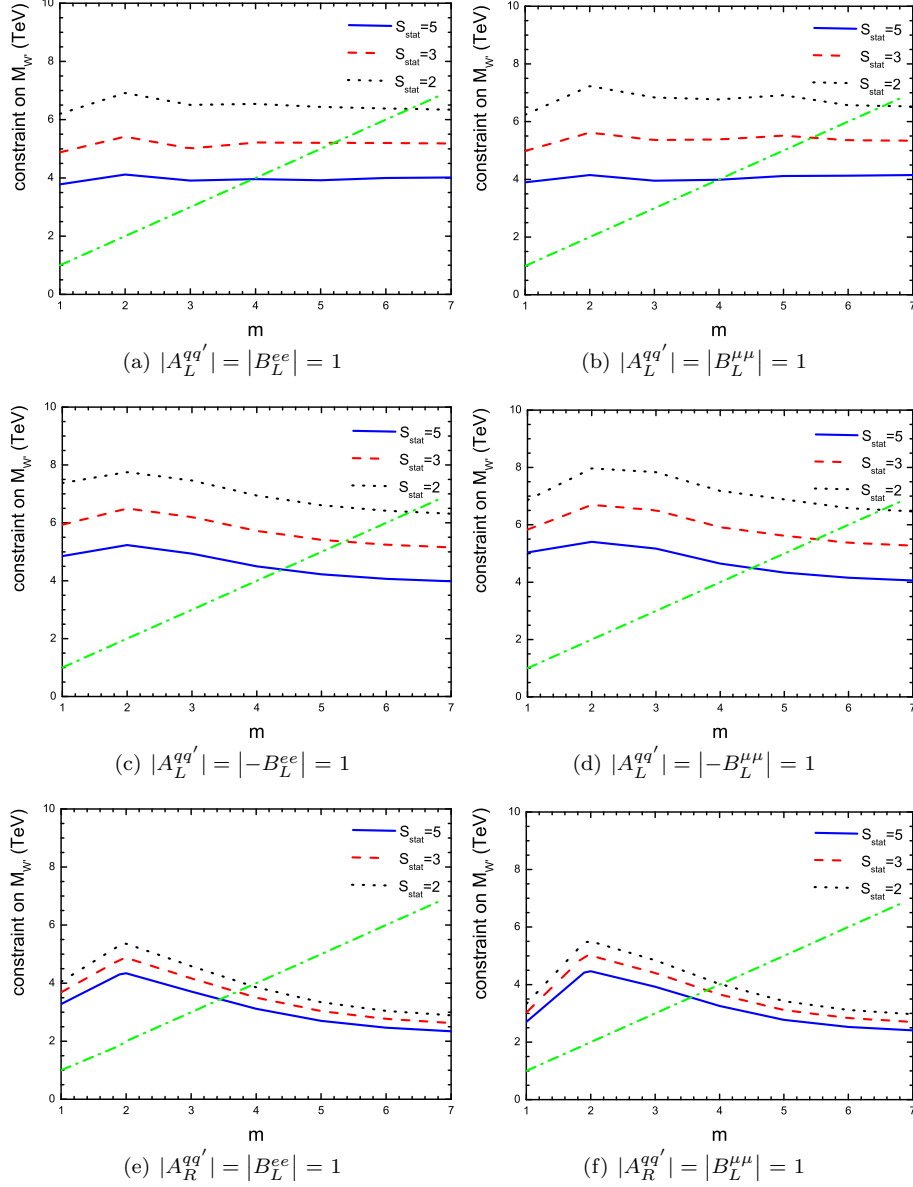 constraint on M_W' (TeV)
S_stat=5
S_stat=3
S_stat=2
10
8
6
4
2
0
1 2 3 4 5 6 7
m
(a) |A_L^{qq′}| = |B_L^{ee}| = 1
constraint on M_W' (TeV)
S_stat=5
S_stat=3
S_stat=2
10
8
6
4
2
0
1 2 3 4 5 6 7
m
(b) |A_L^{qq′}| = |B_L^{μμ}| = 1
constraint on M_W' (TeV)
S_stat=5
S_stat=3
S_stat=2
10
8
6
4
2
0
1 2 3 4 5 6 7
m
(c) |A_L^{qq′}| = |−B_L^{ee}| = 1
constraint on M_W' (TeV)
S_stat=5
S_stat=3
S_stat=2
10
8
6
4
2
0
1 2 3 4 5 6 7
m
(d) |A_L^{qq′}| = |−B_L^{μμ}| = 1
constraint on M_W' (TeV)
S_stat=5
S_stat=3
S_stat=2
10
8
6
4
2
0
1 2 3 4 5 6 7
m
(e) |A_R^{qq′}| = |B_L^{ee}| = 1
constraint on M_W' (TeV)
S_stat=5
S_stat=3
S_stat=2
10
8
6
4
2
0
1 2 3 4 5 6 7
m
(f) |A_R^{qq′}| = |B_L^{μμ}| = 1